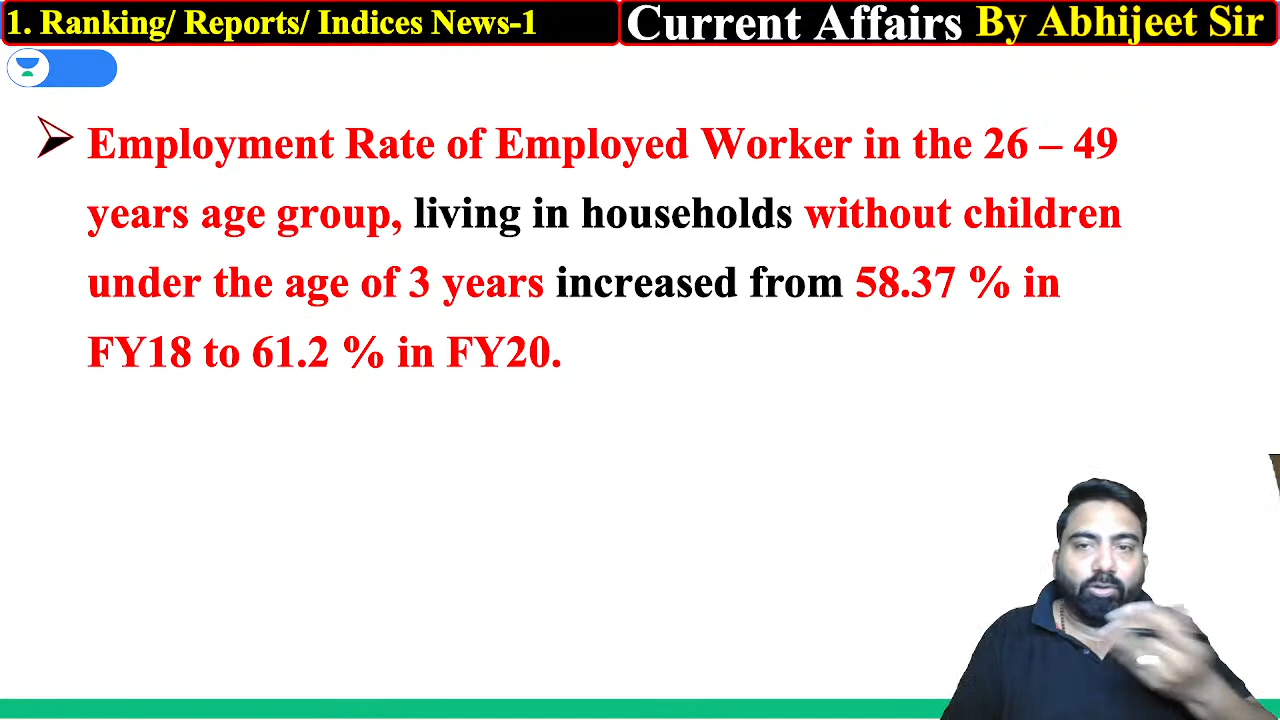 1. Ranking/ Reports/ Indices News-1
Current Affairs By Abhijeet Sir
Employment Rate of Employed Worker in the 26 – 49
years age group, living in households without children
under the age of 3 years increased from 58.37 % in
FY18 to 61.2 % in FY20.